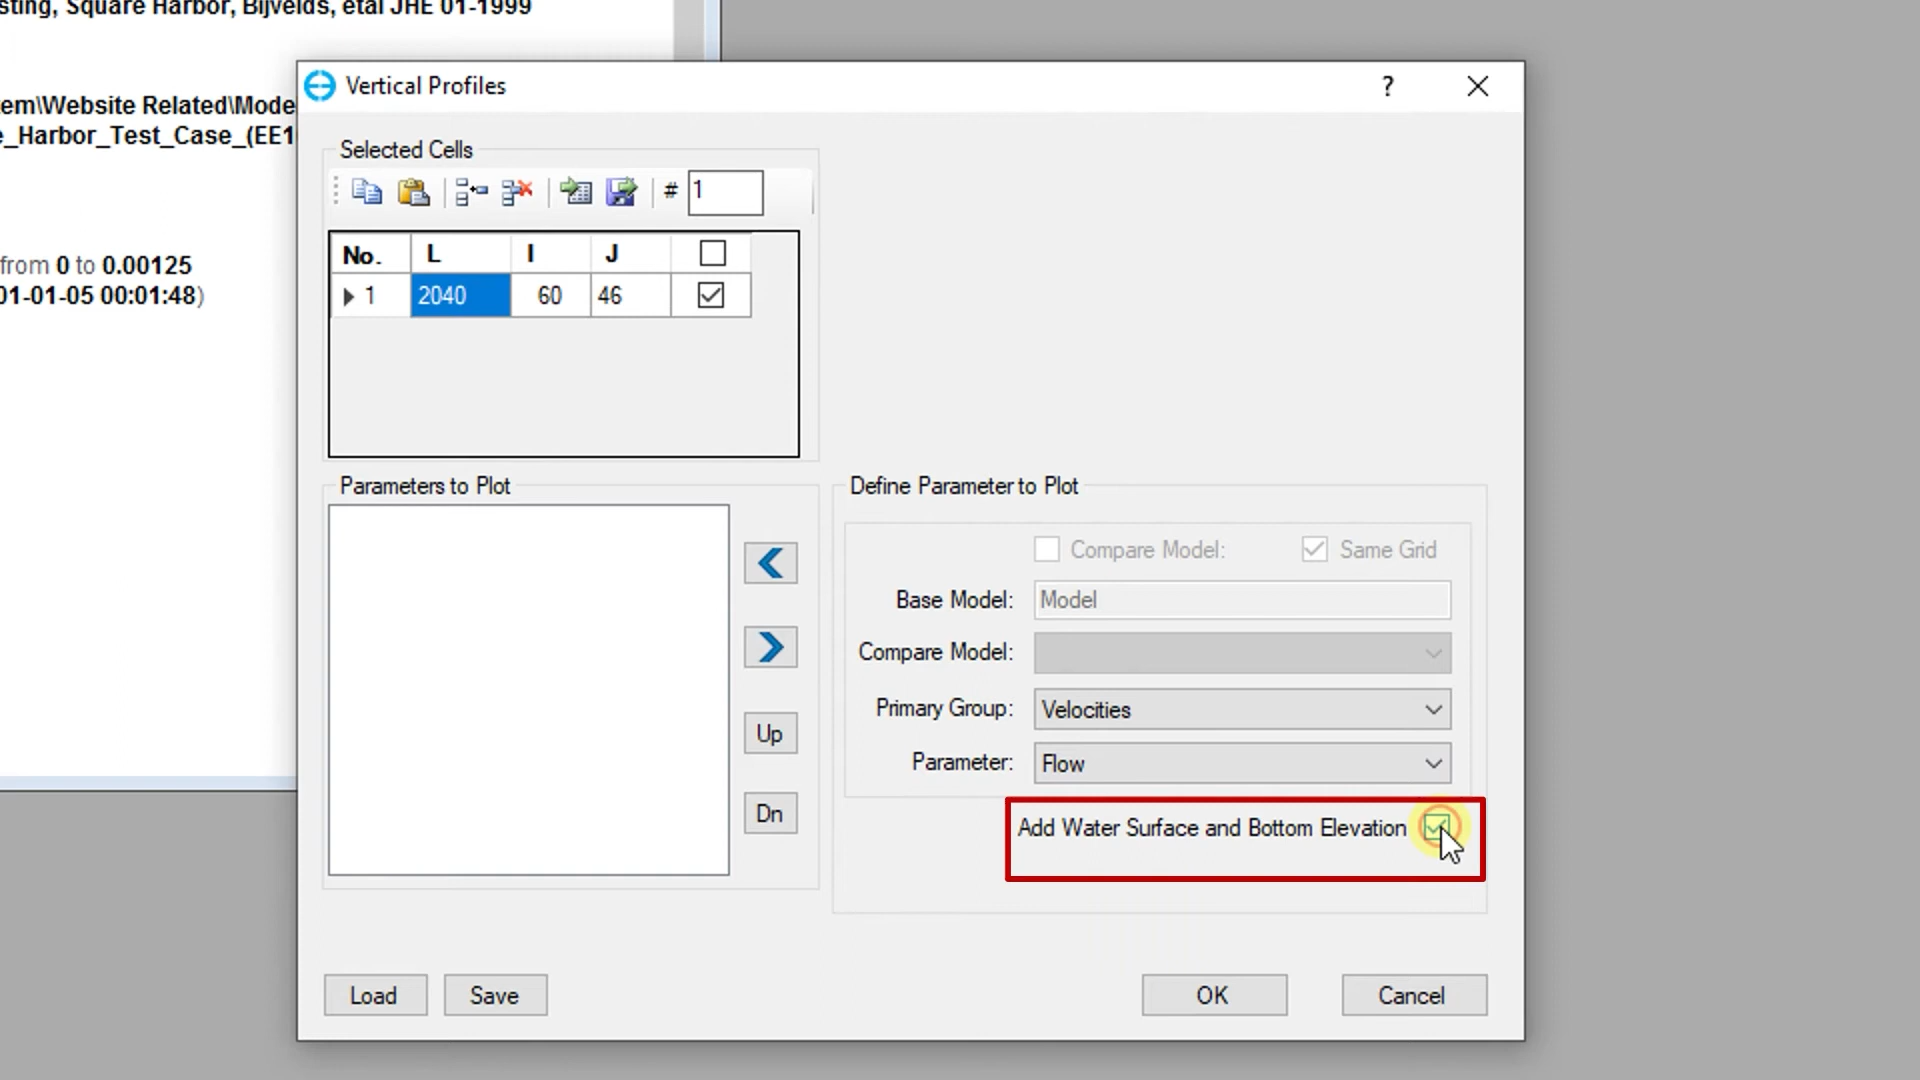 sting, Square Harbor, Bijvelds, etal JHE 01-1999
em\Website Related\Mode
e_Harbor_Test_Case_(EE1
from 0 to 0.00125
01-01-05 00:01:48)
Vertical Profiles
?
Selected Cells
# 1
No. L I J
1 2040 60 46
Parameters to Plot
Up
Dn
Define Parameter to Plot
Compare Model: Same Grid
Base Model: Model
Compare Model:
Primary Group: Velocities
Parameter: Flow
Add Water Surface and Bottom Elevation
Load Save OK Cancel